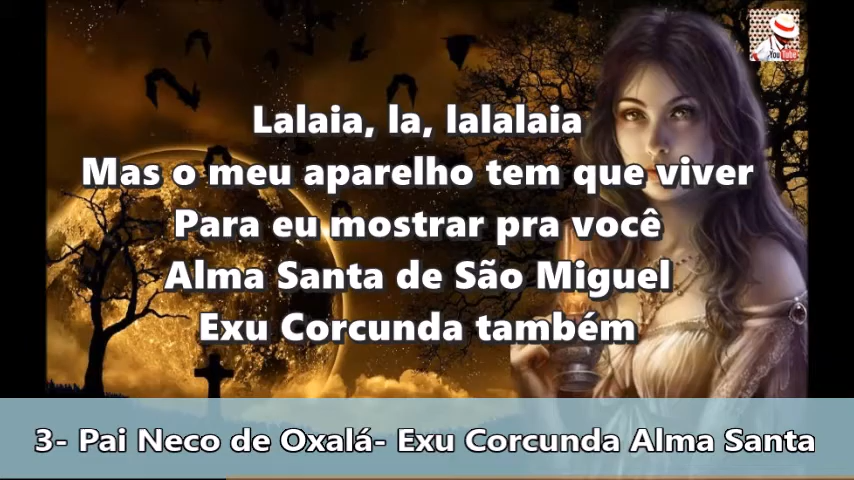 YouTube
Lalaia, la, lalalaia
Mas o meu aparelho tem que viver
Para eu mostrar pra você
Alma Santa de São Miguel
Exu Corcunda também
3- Pai Neco de Oxalá- Exu Corcunda Alma Santa